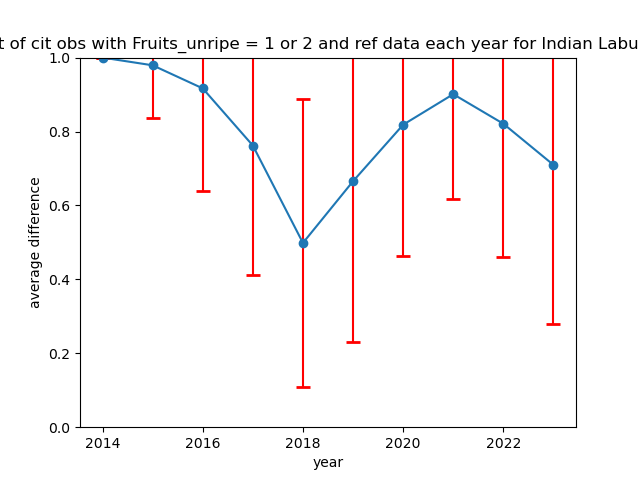 t of cit obs with Fruits_unripe = 1 or 2 and ref data each year for Indian Labu
1.0
0.8
0.6
0.4
0.2
0.0
average difference
2014 2016 2018 2020 2022
year